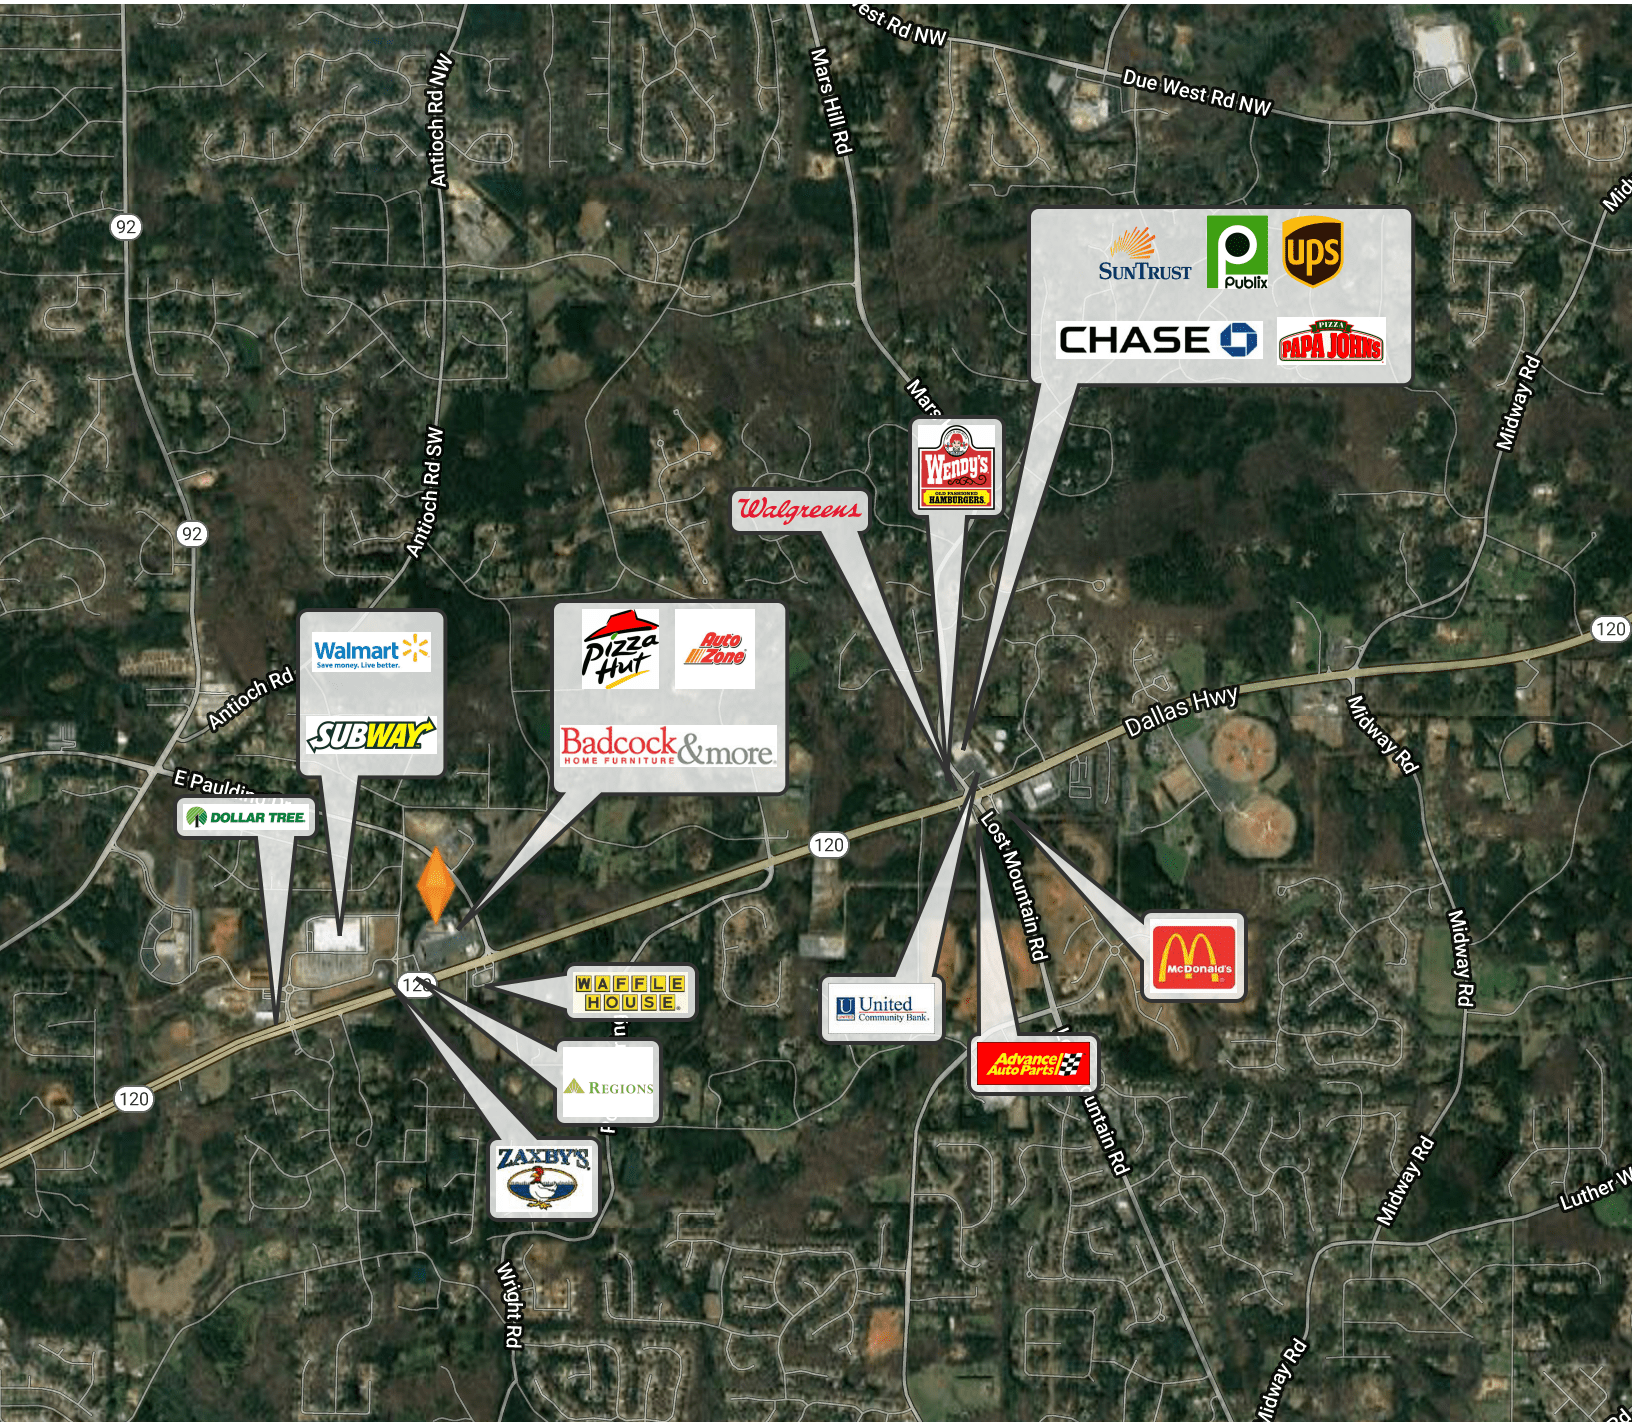 est Rd NW
Due West Rd NW
Mars Hill Rd
Antioch Rd NW
92
SUNTRUST
Publix
ups
CHASE
PIZZA
PAPA JOHNS
Midway Rd
Mars
WENDY'S
OLD FASHIONED
HAMBURGERS
Walgreens
Antioch Rd SW
92
120
Walmart
Save money. Live better.
SUBWAY
Pizza
Hut
Auto
Zone
Badcock &more
HOME FURNITURE
Antioch Rd
Dallas Hwy
Midway Rd
E Paulding Dr
DOLLAR TREE
120
Lost Mountain Rd
McDonald's
Midway Rd
120
WAFFLE
HOUSE
United
Community Bank
Advance
Auto Parts
REGIONS
120
untain Rd
ZAXBY'S
Midway Rd
Luther W
Wright Rd
Midway Rd